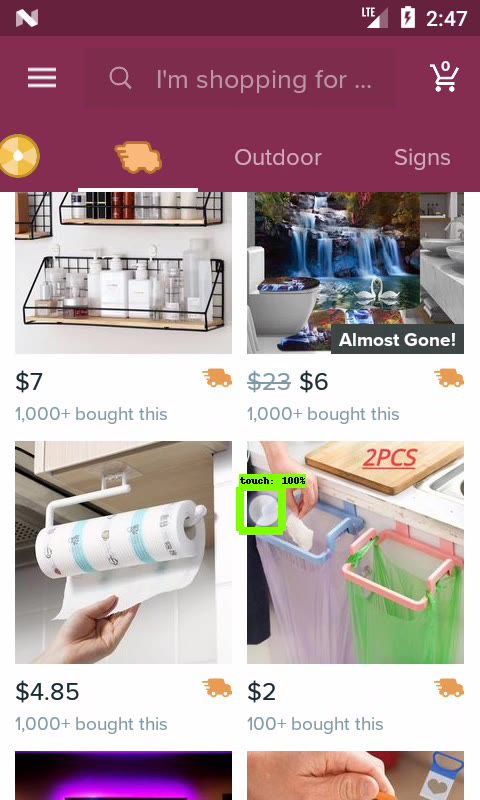 LTE 2:47
I'm shopping for ...
0
Outdoor
Signs
Almost Gone!
$7
$23 $6
1,000+ bought this
1,000+ bought this
2PCS
touch: 100%
$4.85
$2
1,000+ bought this
100+ bought this